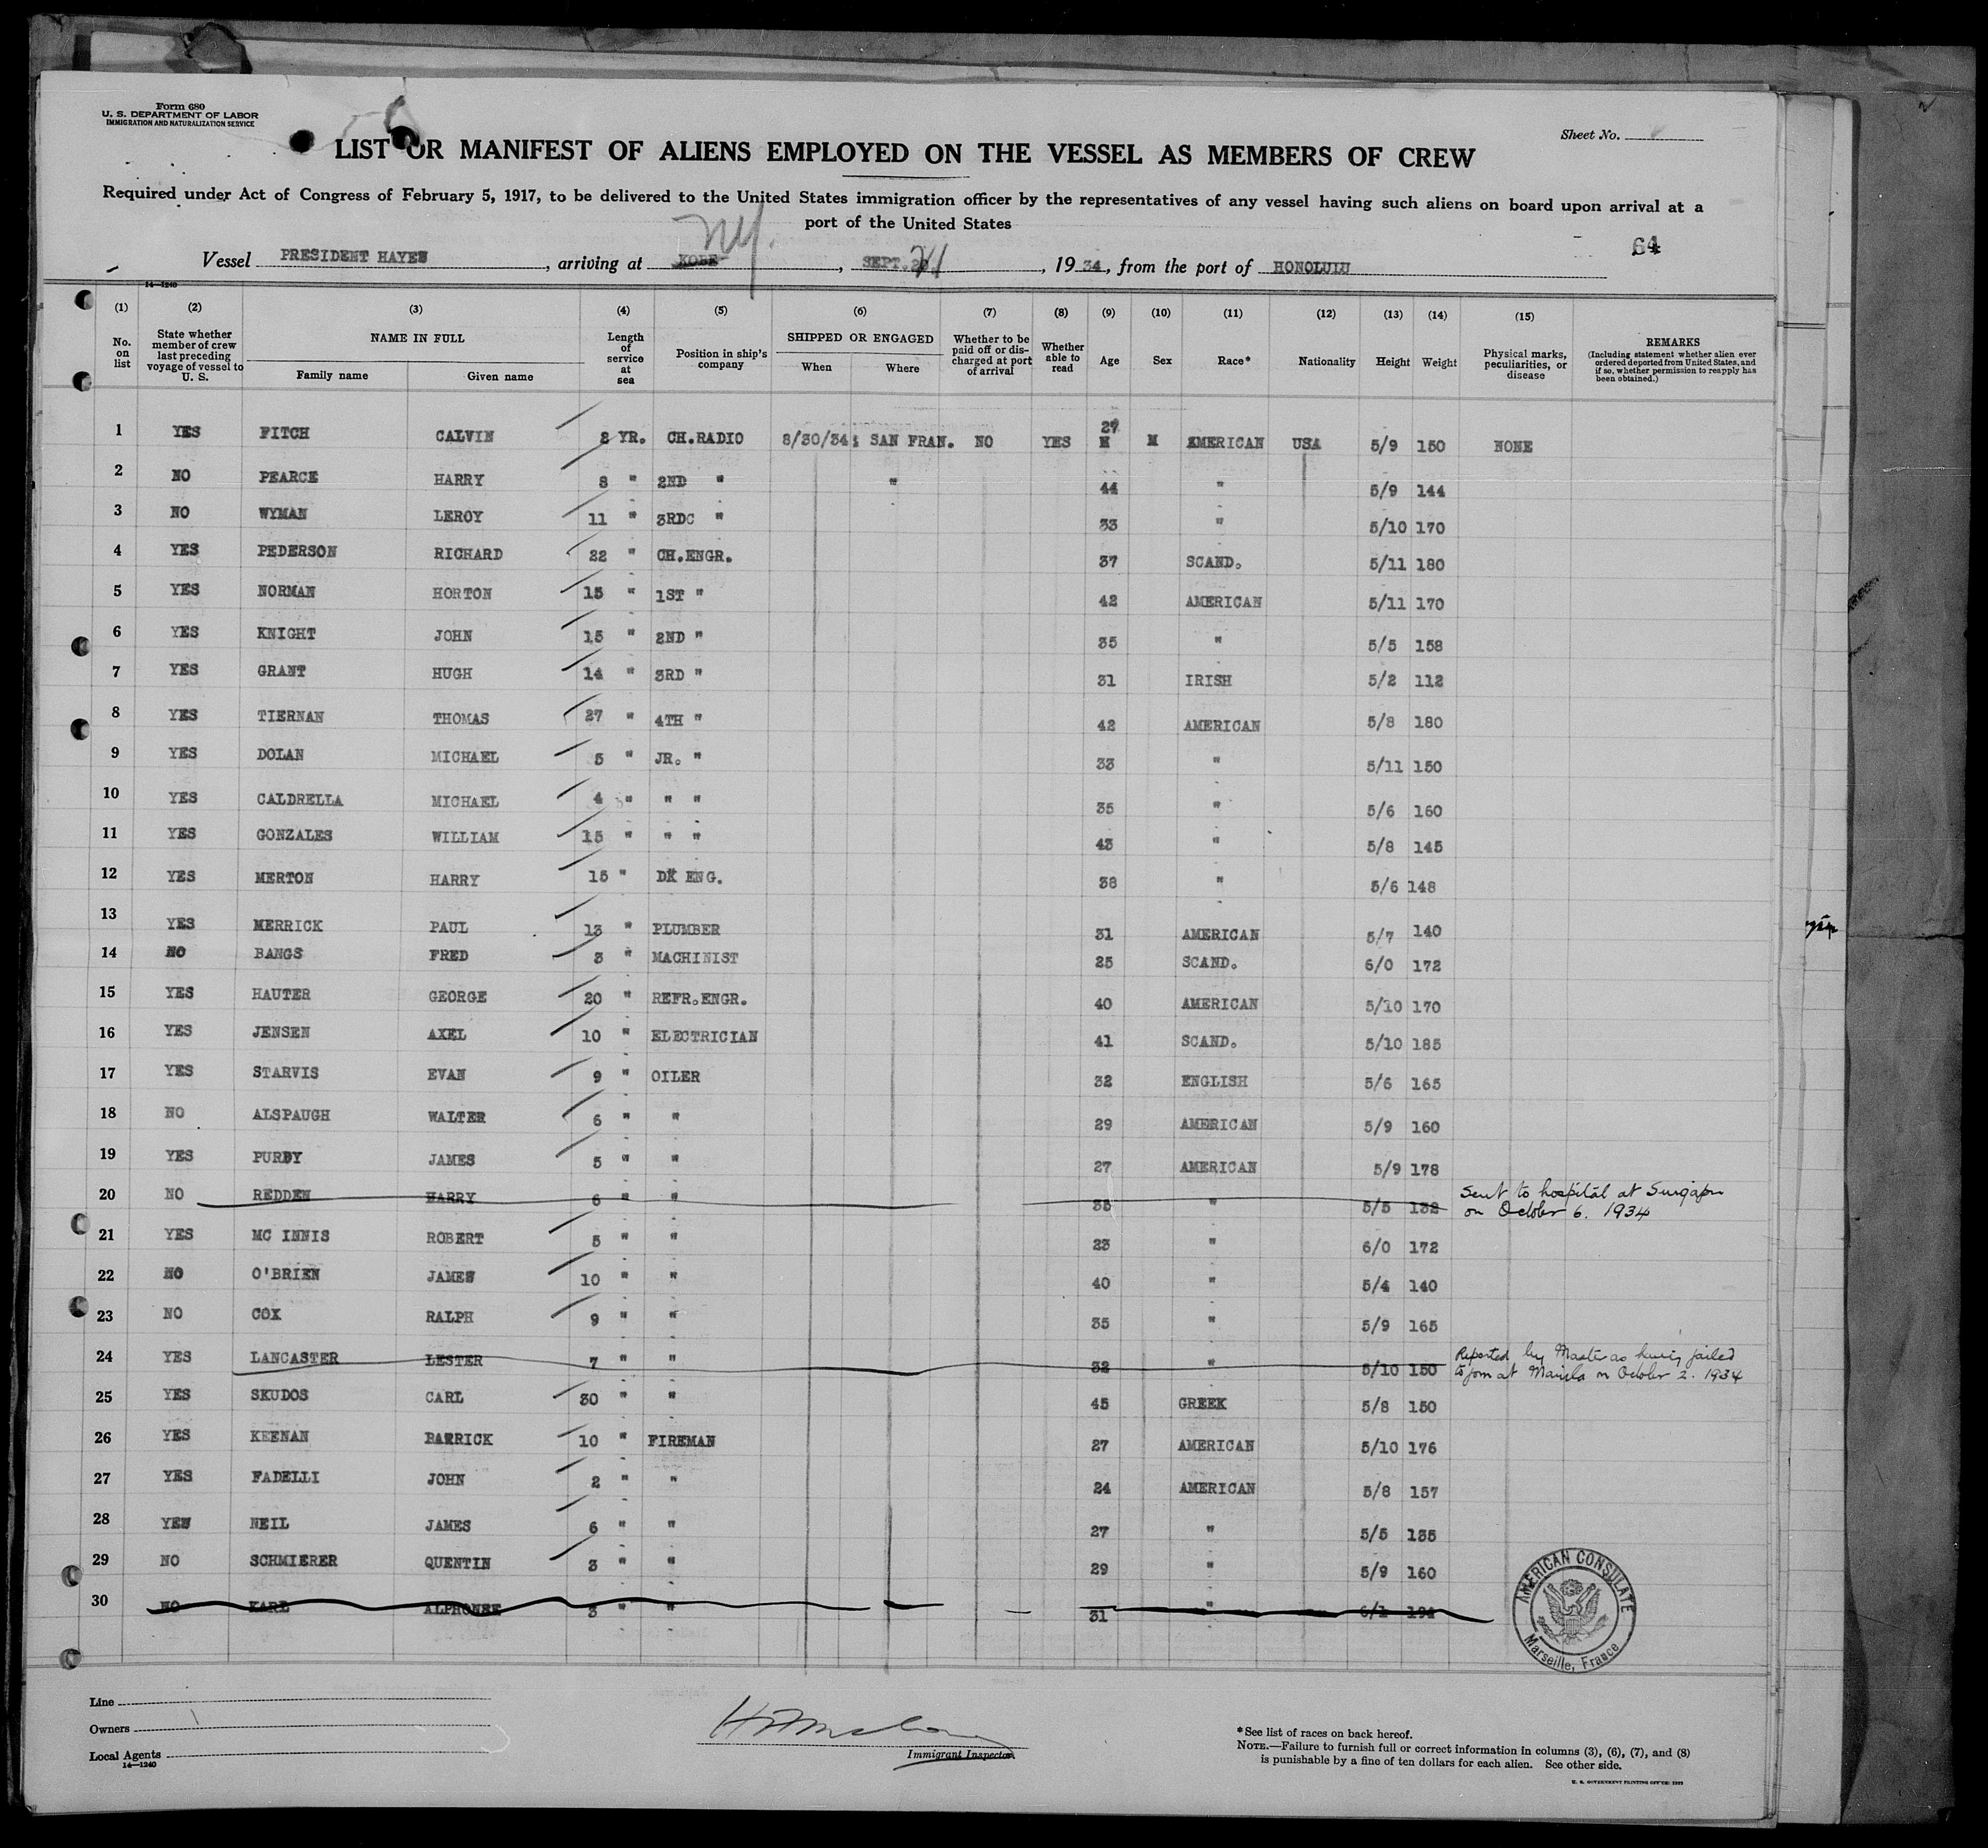 Form 680
U. S. DEPARTMENT OF LABOR
IMMIGRATION AND NATURALIZATION SERVICE
Sheet No.
LIST OR MANIFEST OF ALIENS EMPLOYED ON THE VESSEL AS MEMBERS OF CREW
Required under Act of Congress of February 5, 1917, to be delivered to the United States immigration officer by the representatives of any vessel having such aliens on board upon arrival at a
port of the United States
64
Vessel PRESIDENT HAYES, arriving at KOBE NY., SEPT. 1934, from the port of HONOLULU
14—1240
(1) (2) (3) (4) (5) (6) (7) (8) (9) (10) (11) (12) (13) (14) (15)
No. on list
State whether member of crew last preceding voyage of vessel to U. S.
NAME IN FULL
Family name Given name
Length of service at sea
Position in ship's company
SHIPPED OR ENGAGED
When Where
Whether to be paid off or discharged at port of arrival
Whether able to read
Age Sex Race* Nationality Height Weight
Physical marks, peculiarities, or disease
REMARKS
(Including statement whether alien ever ordered deported from United States, and if so, whether permission to reapply has been obtained.)
1 YES FITCH CALVIN 2 YR. CH.RADIO 8/30/34 SAN FRAN. NO YES 27 M AMERICAN USA 5/9 150 NONE
2 NO PEARCE HARRY 8 " 2ND " " 44 " 5/9 144
3 NO WYMAN LEROY 11 " 3RDC " 33 " 5/10 170
4 YES PEDERSON RICHARD 22 " CH.ENGR. 37 SCAND. 5/11 180
5 YES NORMAN HORTON 15 " 1ST " 42 AMERICAN 5/11 170
6 YES KNIGHT JOHN 15 " 2ND " 35 " 5/5 158
7 YES GRANT HUGH 14 " 3RD " 31 IRISH 5/2 112
8 YES TIERNAN THOMAS 27 " 4TH " 42 AMERICAN 5/8 180
9 YES DOLAN MICHAEL 5 " JR. " 33 " 5/11 150
10 YES CALDRELLA MICHAEL 4 " " " 35 " 5/6 160
11 YES GONZALES WILLIAM 15 " " " 43 " 5/8 145
12 YES MERTON HARRY 15 " DK ENG. 38 " 5/6 148
13 YES MERRICK PAUL 13 " PLUMBER 31 AMERICAN 5/7 140
14 NO BANGS FRED 3 " MACHINIST 25 SCAND. 6/0 172
15 YES HAUTER GEORGE 20 " REFR.ENGR. 40 AMERICAN 5/10 170
16 YES JENSEN AXEL 10 " ELECTRICIAN 41 SCAND. 5/10 185
17 YES STARVIS EVAN 9 " OILER 32 ENGLISH 5/6 165
18 NO ALSPAUGH WALTER 6 " " 29 AMERICAN 5/9 160
19 YES PURDY JAMES 5 " " 27 AMERICAN 5/9 178
20 NO REDDEN HARRY 6 " " 38 " 5/5 132 Sent to hospital at Singapore on October 6. 1934
21 YES MC INNIS ROBERT 5 " " 23 " 6/0 172
22 NO O'BRIEN JAMES 10 " " 40 " 5/4 140
23 NO COX RALPH 9 " " 35 " 5/9 165
24 YES LANCASTER LESTER 7 " " 32 " 5/10 150 Reported by Master as having failed to join at Manila on October 2. 1934
25 YES SKUDOS CARL 30 " " 45 GREEK 5/8 150
26 YES KEENAN PATRICK 10 " FIREMAN 27 AMERICAN 5/10 176
27 YES FADELLI JOHN 2 " " 24 AMERICAN 5/8 157
28 YES NEIL JAMES 6 " " 27 " 5/5 135
29 NO SCHMIERER QUENTIN 3 " " 29 " 5/9 160
30 NO KARL ALPHONSE 3 " " 31 " 6/1 194
AMERICAN CONSULATE
Marseille, France
Line
Owners
Local Agents
14—1240
Immigrant Inspector
*See list of races on back hereof.
NOTE.—Failure to furnish full or correct information in columns (3), (6), (7), and (8)
is punishable by a fine of ten dollars for each alien. See other side.
U. S. GOVERNMENT PRINTING OFFICE: 1933